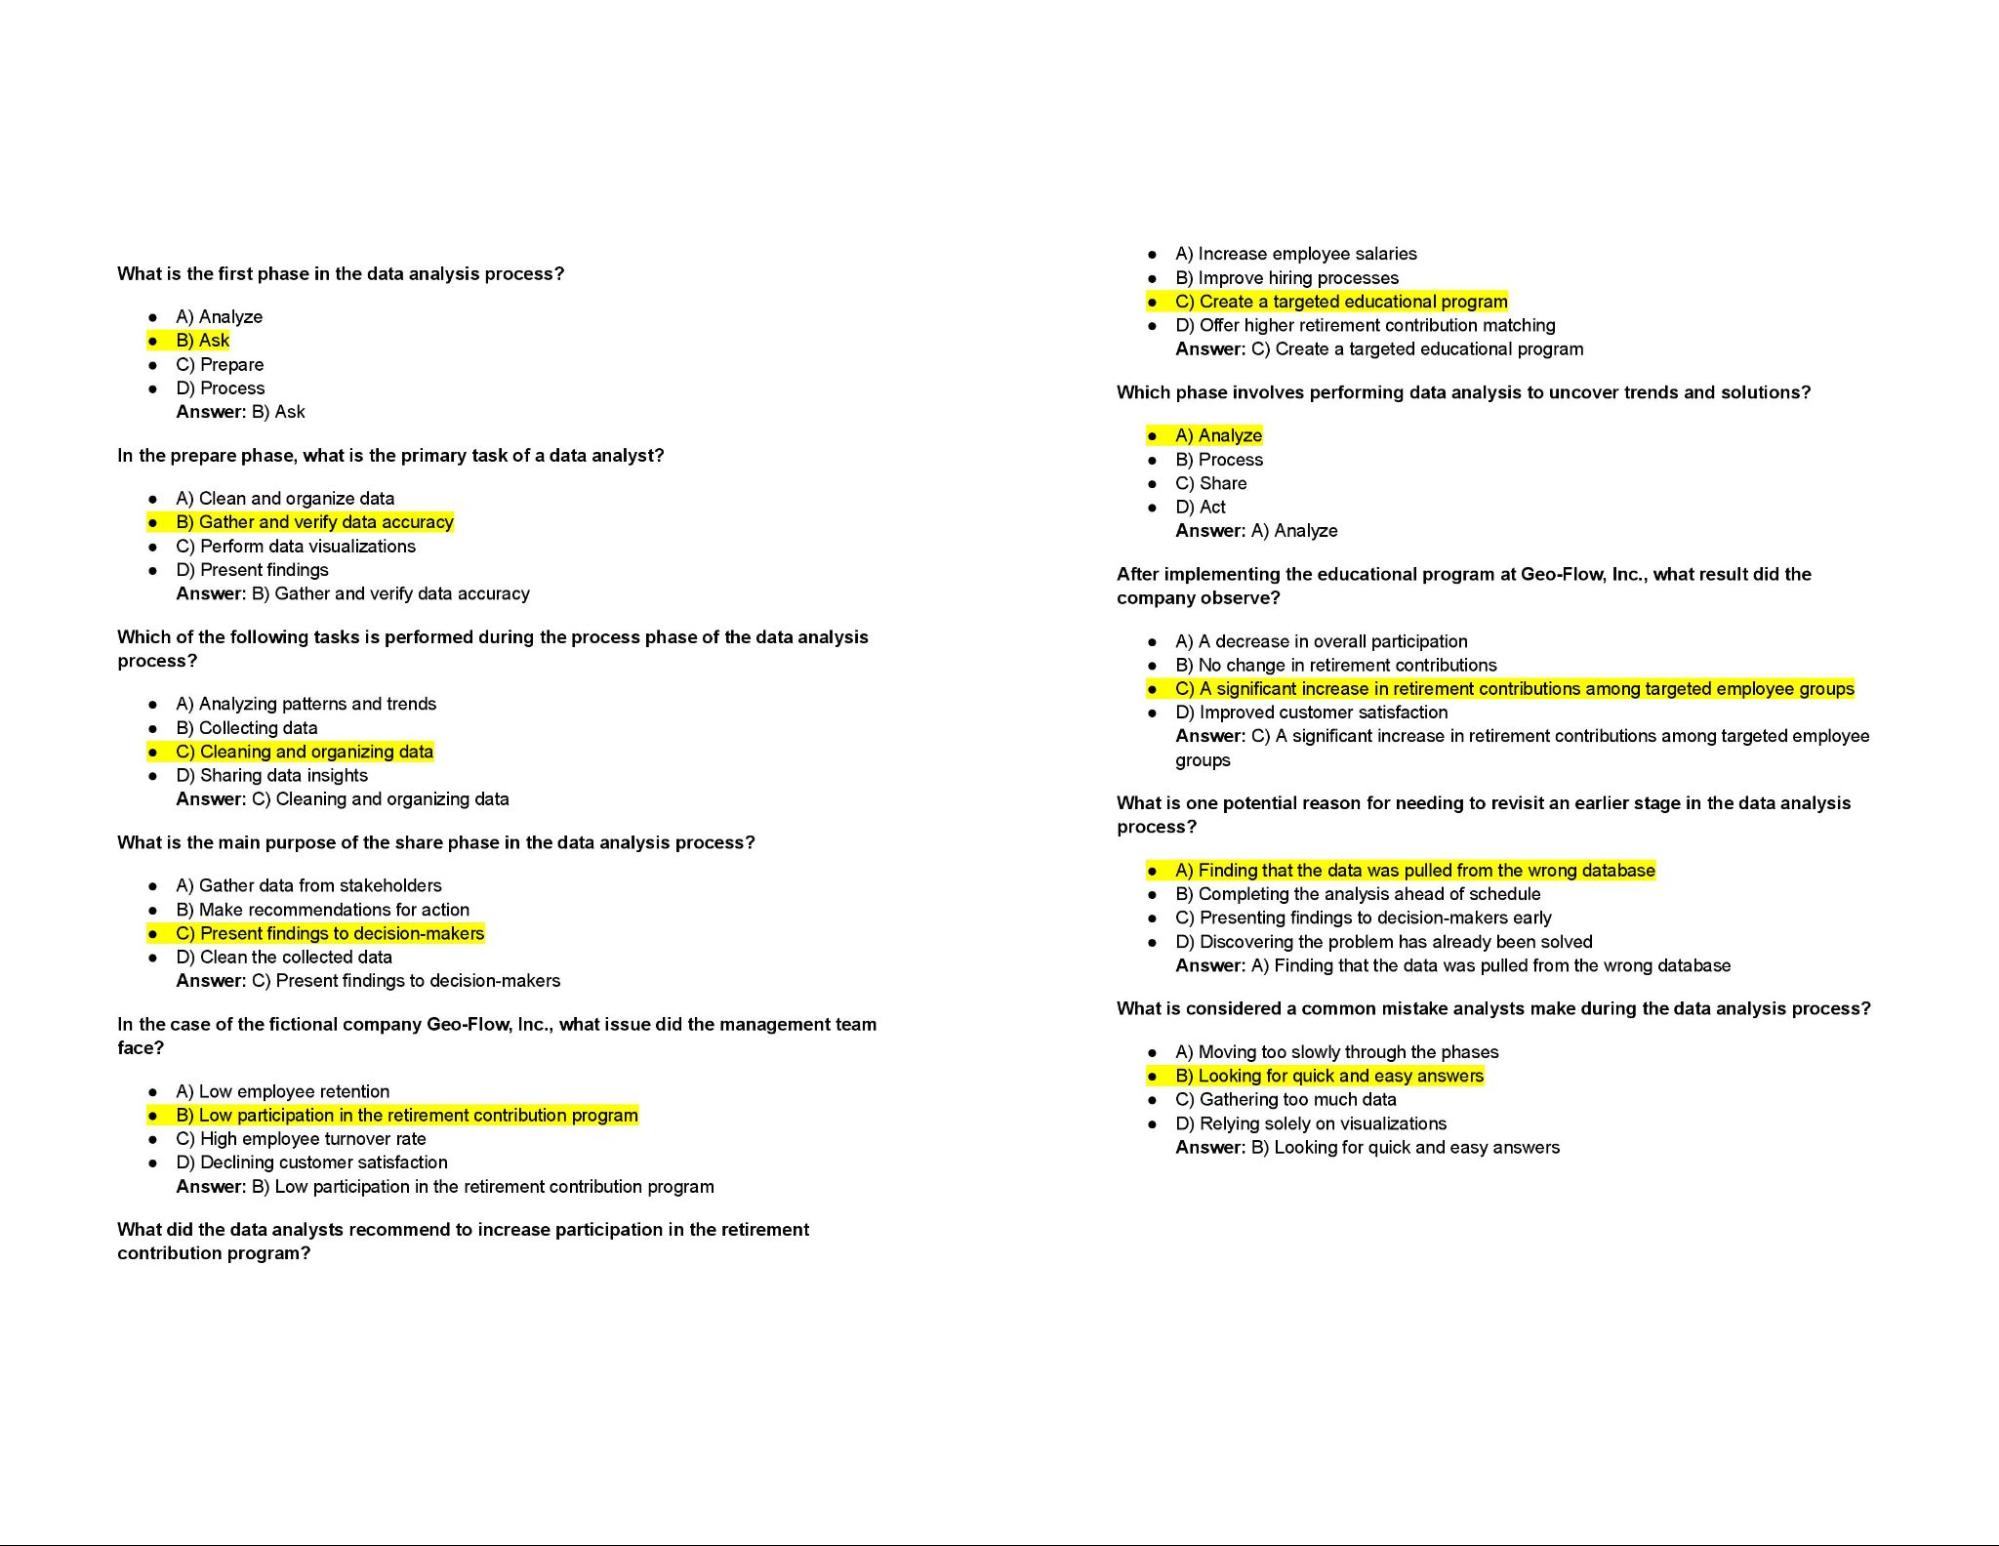 What is the first phase in the data analysis process?
● A) Analyze
● B) Ask
● C) Prepare
● D) Process
Answer: B) Ask
In the prepare phase, what is the primary task of a data analyst?
● A) Clean and organize data
● B) Gather and verify data accuracy
● C) Perform data visualizations
● D) Present findings
Answer: B) Gather and verify data accuracy
Which of the following tasks is performed during the process phase of the data analysis
process?
● A) Analyzing patterns and trends
● B) Collecting data
● C) Cleaning and organizing data
● D) Sharing data insights
Answer: C) Cleaning and organizing data
What is the main purpose of the share phase in the data analysis process?
● A) Gather data from stakeholders
● B) Make recommendations for action
● C) Present findings to decision-makers
● D) Clean the collected data
Answer: C) Present findings to decision-makers
In the case of the fictional company Geo-Flow, Inc., what issue did the management team
face?
● A) Low employee retention
● B) Low participation in the retirement contribution program
● C) High employee turnover rate
● D) Declining customer satisfaction
Answer: B) Low participation in the retirement contribution program
What did the data analysts recommend to increase participation in the retirement
contribution program?
● A) Increase employee salaries
● B) Improve hiring processes
● C) Create a targeted educational program
● D) Offer higher retirement contribution matching
Answer: C) Create a targeted educational program
Which phase involves performing data analysis to uncover trends and solutions?
● A) Analyze
● B) Process
● C) Share
● D) Act
Answer: A) Analyze
After implementing the educational program at Geo-Flow, Inc., what result did the
company observe?
● A) A decrease in overall participation
● B) No change in retirement contributions
● C) A significant increase in retirement contributions among targeted employee groups
● D) Improved customer satisfaction
Answer: C) A significant increase in retirement contributions among targeted employee
groups
What is one potential reason for needing to revisit an earlier stage in the data analysis
process?
● A) Finding that the data was pulled from the wrong database
● B) Completing the analysis ahead of schedule
● C) Presenting findings to decision-makers early
● D) Discovering the problem has already been solved
Answer: A) Finding that the data was pulled from the wrong database
What is considered a common mistake analysts make during the data analysis process?
● A) Moving too slowly through the phases
● B) Looking for quick and easy answers
● C) Gathering too much data
● D) Relying solely on visualizations
Answer: B) Looking for quick and easy answers